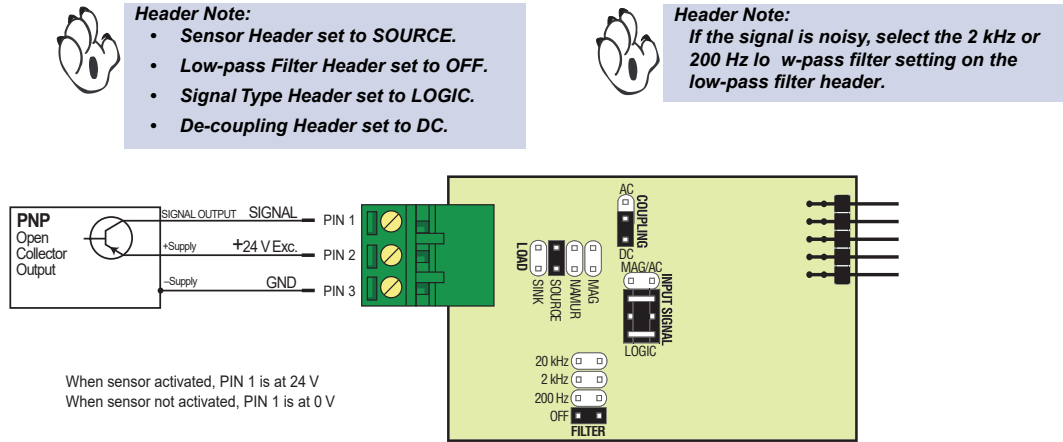 Header Note:
• Sensor Header set to SOURCE.
• Low-pass Filter Header set to OFF.
• Signal Type Header set to LOGIC.
• De-coupling Header set to DC.
Header Note:
If the signal is noisy, select the 2 kHz or
200 Hz lo w-pass filter setting on the
low-pass filter header.
PNP
Open
Collector
Output
SIGNAL OUTPUT SIGNAL PIN 1
+Supply +24 V Exc. PIN 2
–Supply GND PIN 3
When sensor activated, PIN 1 is at 24 V
When sensor not activated, PIN 1 is at 0 V
LOAD
SINK
SOURCE
NAMUR
MAG
AC
COUPLING
DC
MAG/AC
INPUT SIGNAL
LOGIC
20 kHz
2 kHz
200 Hz
OFF
FILTER